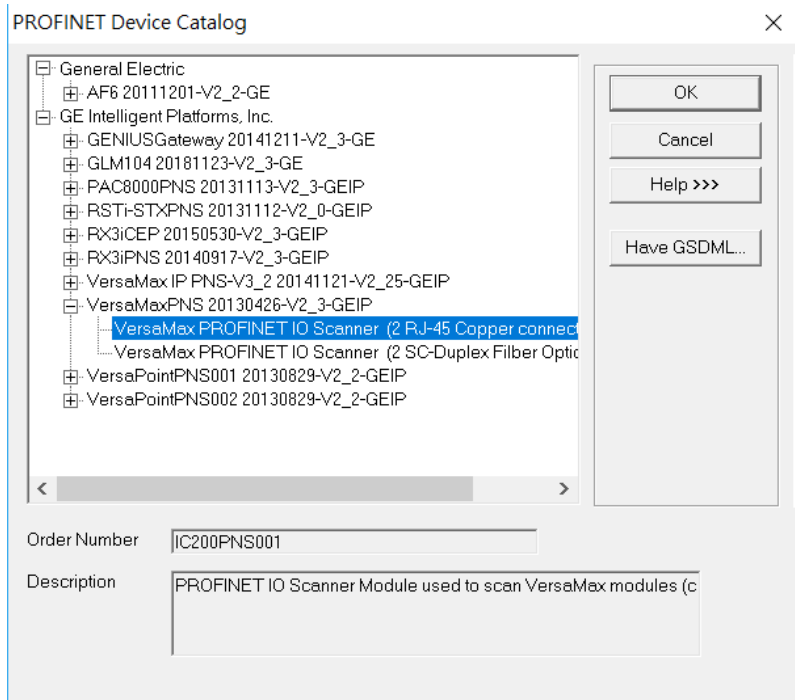 PROFINET Device Catalog
General Electric
AF6 20111201-V2_2-GE
GE Intelligent Platforms, Inc.
GENIUSGateway 20141211-V2_3-GE
GLM104 20181123-V2_3-GE
PAC8000PNS 20131113-V2_3-GEIP
RSTi-STXPNS 20131112-V2_0-GEIP
RX3iCEP 20150530-V2_3-GEIP
RX3iPNS 20140917-V2_3-GEIP
VersaMax IP PNS-V3_2 20141121-V2_25-GEIP
VersaMaxPNS 20130426-V2_3-GEIP
VersaMax PROFINET IO Scanner (2 RJ-45 Copper connect
VersaMax PROFINET IO Scanner (2 SC-Duplex Filber Optic
VersaPointPNS001 20130829-V2_2-GEIP
VersaPointPNS002 20130829-V2_2-GEIP
OK
Cancel
Help >>>
Have GSDML...
Order Number IC200PNS001
Description PROFINET IO Scanner Module used to scan VersaMax modules (c